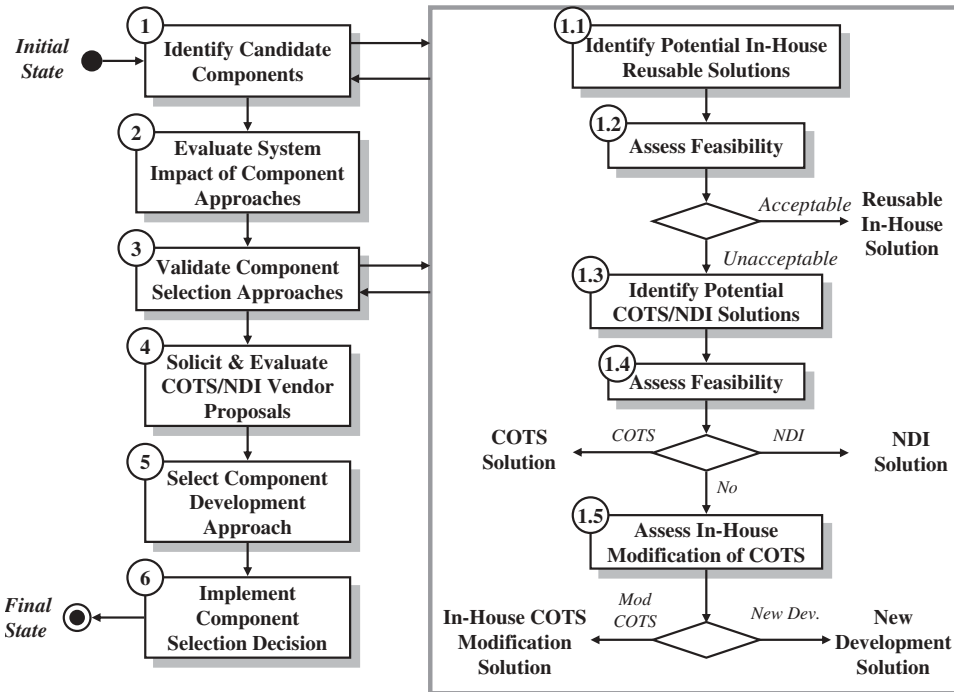 1
Identify Candidate
Components
Initial
State
2
Evaluate System
Impact of Component
Approaches
3
Validate Component
Selection Approaches
4
Solicit & Evaluate
COTS/NDI Vendor
Proposals
5
Select Component
Development
Approach
6
Implement
Component
Selection Decision
Final
State
1.1
Identify Potential In-House
Reusable Solutions
1.2
Assess Feasibility
Acceptable
Reusable
In-House
Solution
Unacceptable
1.3
Identify Potential
COTS/NDI Solutions
1.4
Assess Feasibility
COTS
Solution
COTS
NDI
NDI
Solution
No
1.5
Assess In-House
Modification of COTS
In-House COTS
Modification
Solution
Mod
COTS
New Dev.
New
Development
Solution